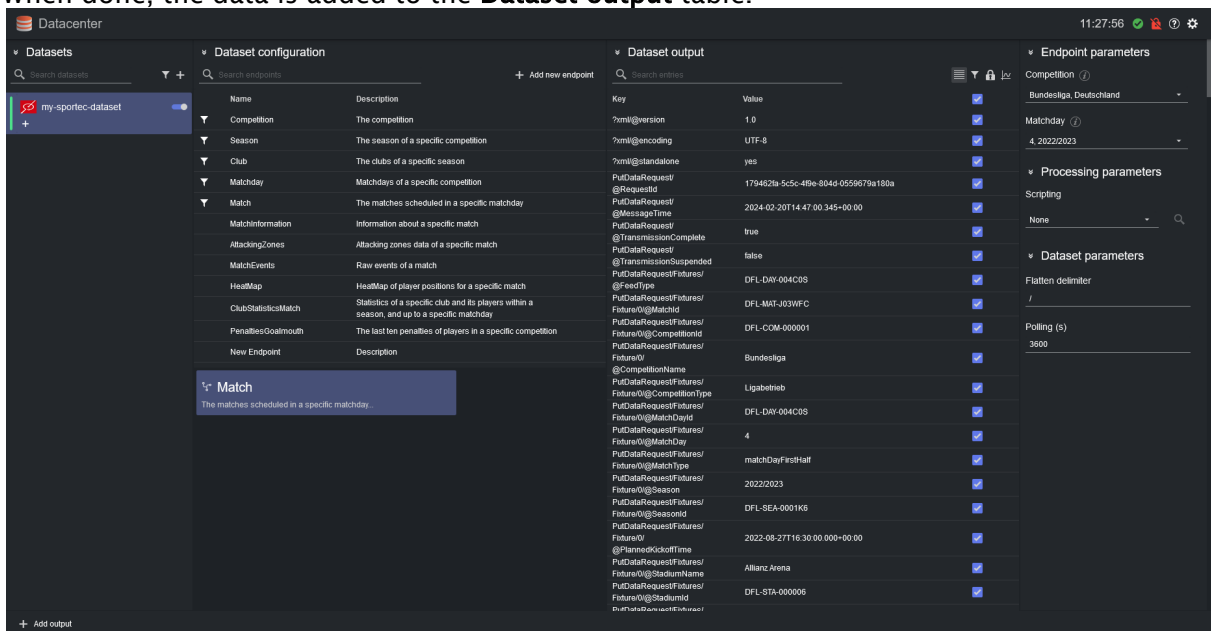 when done, the data is added to the Dataset output table.
Datacenter
11:27:56
Datasets
Search datasets
my-sportec-dataset
+
Dataset configuration
Search endpoints
+ Add new endpoint
Name Description
Competition The competition
Season The season of a specific competition
Club The clubs of a specific season
Matchday Matchdays of a specific competition
Match The matches scheduled in a specific matchday
MatchInformation Information about a specific match
AttackingZones Attacking zones data of a specific match
MatchEvents Raw events of a match
HeatMap HeatMap of player positions for a specific match
ClubStatisticsMatch Statistics of a specific club and its players within a
season, and up to a specific matchday
PenaltiesGoalmouth The last ten penalties of players in a specific competition
New Endpoint Description
Match
The matches scheduled in a specific matchday...
Dataset output
Search entries
Key Value
?xml/@version 1.0
?xml/@encoding UTF-8
?xml/@standalone yes
PutDataRequest/
@RequestId 179462fa-5c5c-4f9e-804d-0559679a180a
PutDataRequest/
@MessageTime 2024-02-20T14:47:00.345+00:00
PutDataRequest/
@TransmissionComplete true
PutDataRequest/
@TransmissionSuspended false
PutDataRequest/Fixtures/
@FeedType DFL-DAY-004C0S
PutDataRequest/Fixtures/
Fixture/0/@MatchId DFL-MAT-J03WFC
PutDataRequest/Fixtures/
Fixture/0/@CompetitionId DFL-COM-000001
PutDataRequest/Fixtures/
Fixture/0/ Bundesliga
@CompetitionName
PutDataRequest/Fixtures/
Fixture/0/@CompetitionType Ligabetrieb
PutDataRequest/Fixtures/
Fixture/0/@MatchDayId DFL-DAY-004C0S
PutDataRequest/Fixtures/
Fixture/0/@MatchDay 4
PutDataRequest/Fixtures/
Fixture/0/@MatchType matchDayFirstHalf
PutDataRequest/Fixtures/
Fixture/0/@Season 2022/2023
PutDataRequest/Fixtures/
Fixture/0/@SeasonId DFL-SEA-0001K6
PutDataRequest/Fixtures/
Fixture/0/ 2022-08-27T16:30:00.000+00:00
@PlannedKickoffTime
PutDataRequest/Fixtures/
Fixture/0/@StadiumName Allianz Arena
PutDataRequest/Fixtures/
Fixture/0/@StadiumId DFL-STA-000006
PutDataRequest/Fixtures/
Endpoint parameters
Competition
Bundesliga, Deutschland
Matchday
4, 2022/2023
Processing parameters
Scripting
None
Dataset parameters
Flatten delimiter
/
Polling (s)
3600
+ Add output